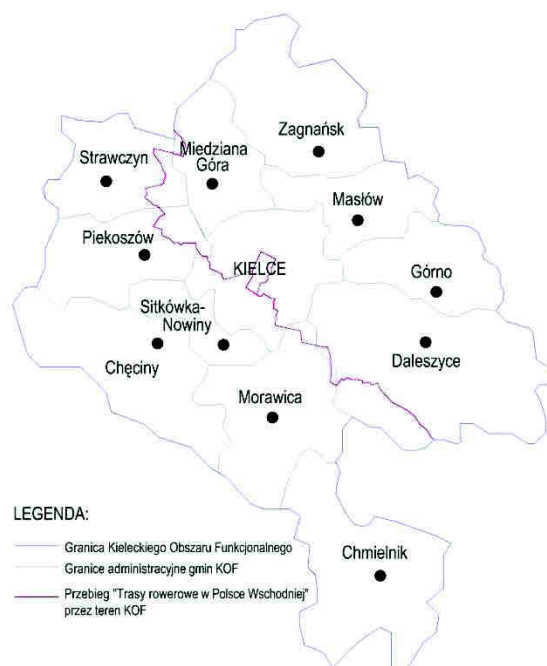 Zagnańsk
Miedziana
Góra
Strawczyn
Masłów
Piekoszów
KIELCE
Górno
Sitkówka-
Nowiny
Daleszyce
Chęciny
Morawica
LEGENDA:
Granica Kieleckiego Obszaru Funkcjonalnego
Granice administracyjne gmin KOF
Chmielnik
Przebieg "Trasy rowerowe w Polsce Wschodniej"
przez teren KOF